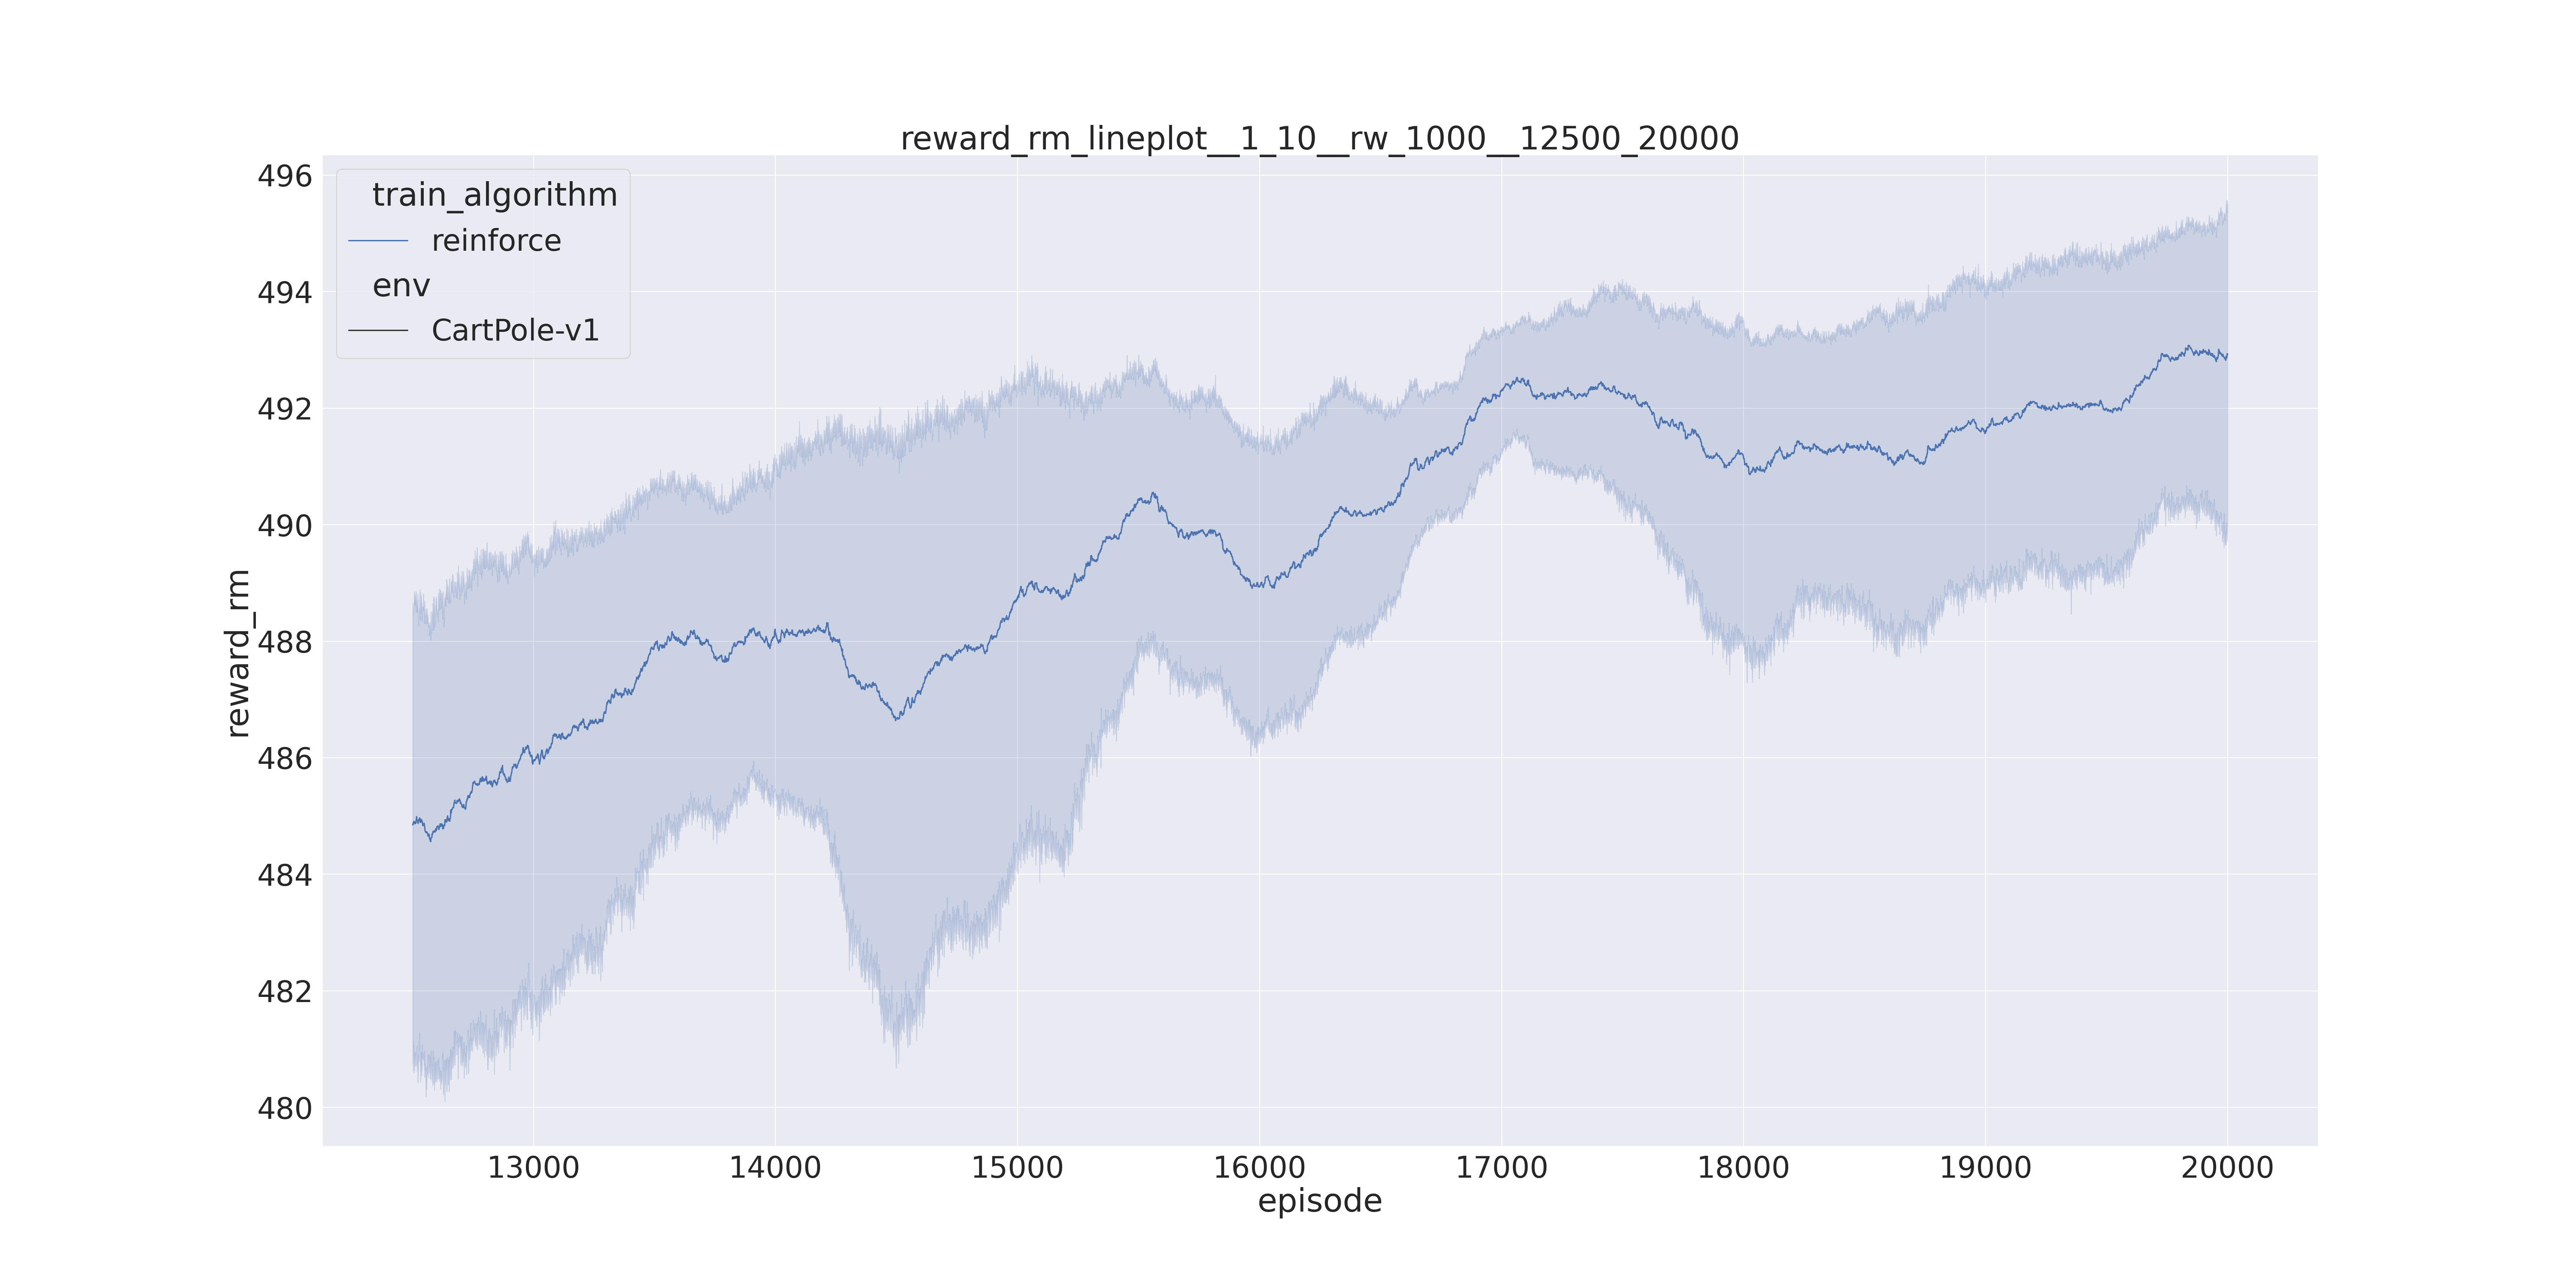 reward_rm_lineplot__1_10__rw_1000__12500_20000
train_algorithm
reinforce
env
CartPole-v1
reward_rm
496
494
492
490
488
486
484
482
480
13000 14000 15000 16000 17000 18000 19000 20000
episode